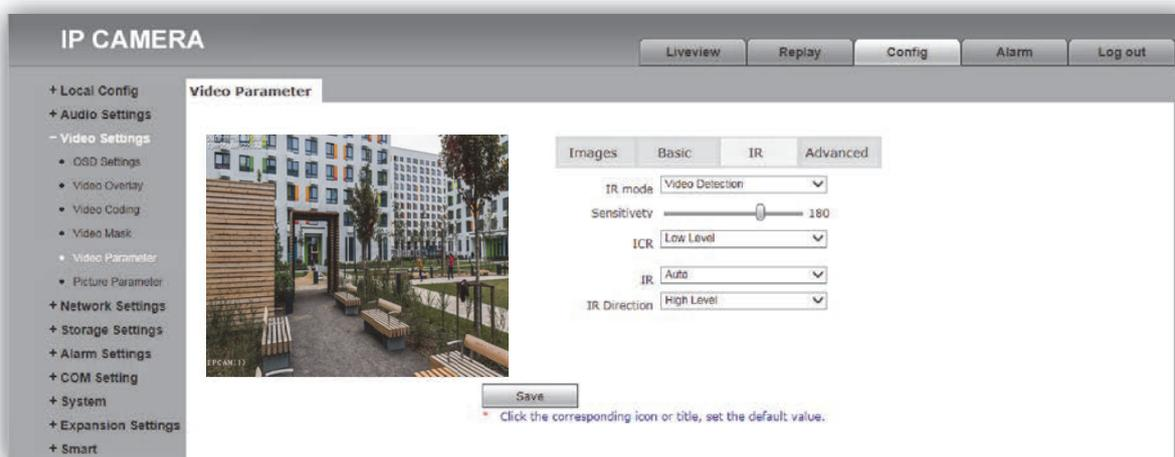 IP CAMERA
Liveview
Replay
Config
Alarm
Log out
+ Local Config
+ Audio Settings
− Video Settings
• OSD Settings
• Video Overlay
• Video Coding
• Video Mask
• Video Parameter
• Picture Parameter
+ Network Settings
+ Storage Settings
+ Alarm Settings
+ COM Setting
+ System
+ Expansion Settings
+ Smart
Video Parameter
Images Basic IR Advanced
IR mode Video Detection
Sensitivety 180
ICR Low Level
IR Auto
IR Direction High Level
Save
* Click the corresponding icon or title, set the default value.